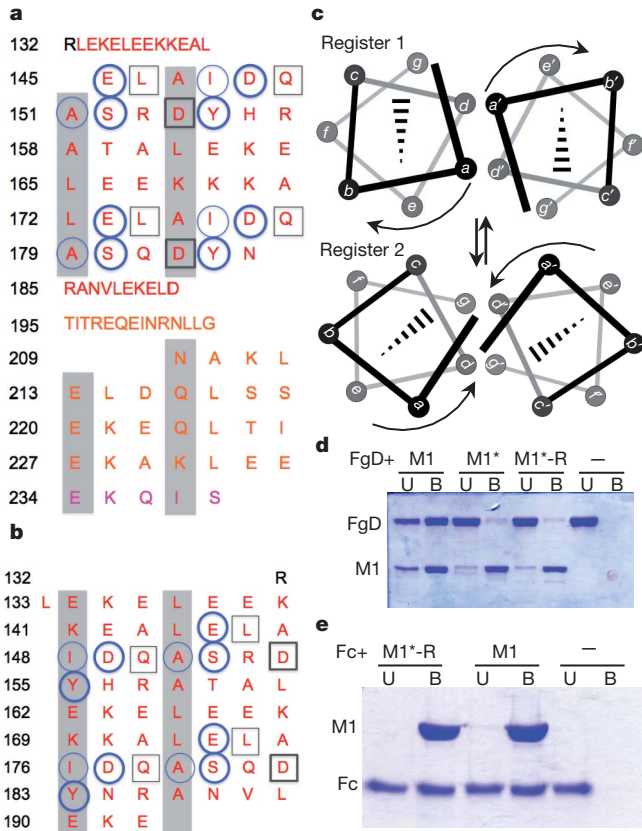 a
132 RLEKELEEKKEAL
145 E L A I D Q
151 A S R D Y H R
158 A T A L E K E
165 L E E K K K A
172 L E L A I D Q
179 A S Q D Y N
185 RANVLEKELD
195 TITREQEINRNLLG
209 N A K L
213 E L D Q L S S
220 E K E Q L T I
227 E K A K L E E
234 E K Q I S
b
132 R
133 L E K E L E E K
141 K E A L E L A
148 I D Q A S R D
155 Y H R A T A L
162 E K E L E E K
169 K K A L E L A
176 I D Q A S Q D
183 Y N R A N V L
190 E K E
c
Register 1
g e′
c d a′ b′
f f′
b a d′ c′
e g′
Register 2
c a′
f g d′ e′
b b′
e d g′ f′
a c′
d
FgD+ M1 M1* M1*-R –
U B U B U B U B
FgD
M1
e
Fc+ M1*-R M1 –
U B U B U B
M1
Fc